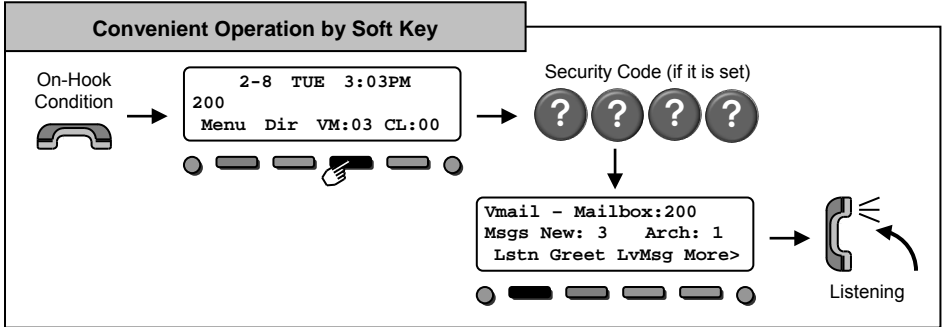 Convenient Operation by Soft Key
On-Hook
Condition
2-8 TUE 3:03PM
200
Menu Dir VM:03 CL:00
Security Code (if it is set)
? ? ? ?
Vmail – Mailbox:200
Msgs New: 3 Arch: 1
Lstn Greet LvMsg More>
Listening